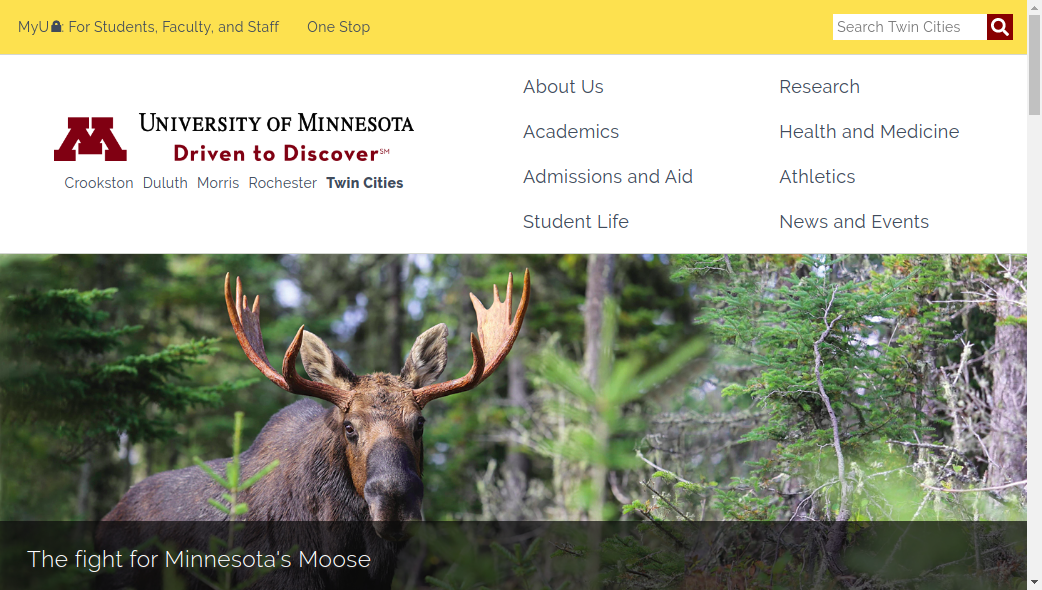 MyU: For Students, Faculty, and Staff One Stop
Search Twin Cities
UNIVERSITY OF MINNESOTA
Driven to Discover℠
Crookston Duluth Morris Rochester Twin Cities
About Us
Academics
Admissions and Aid
Student Life
Research
Health and Medicine
Athletics
News and Events
The fight for Minnesota's Moose